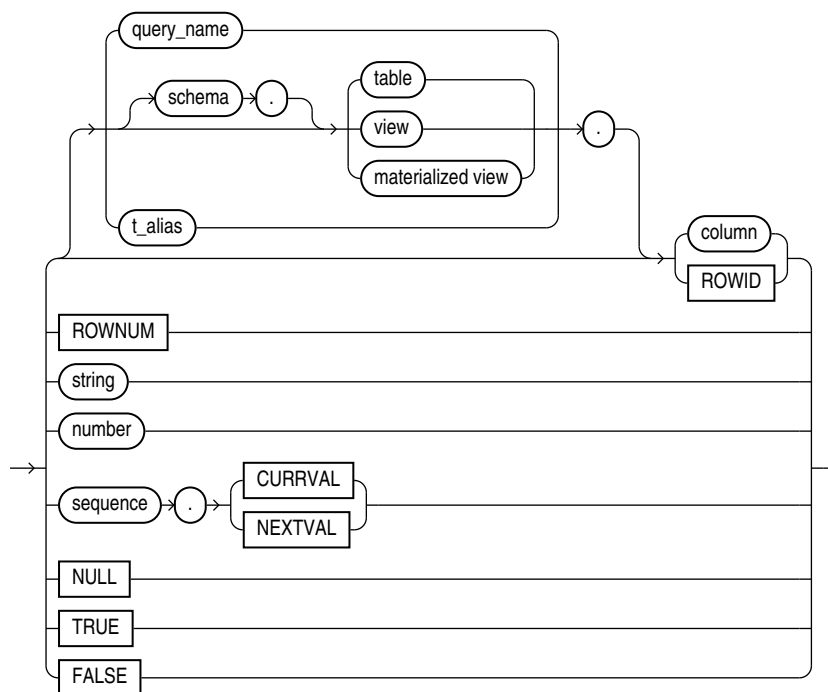 query_name
table
schema .
view .
materialized view
t_alias
column
ROWID
ROWNUM
string
number
CURRVAL
sequence .
NEXTVAL
NULL
TRUE
FALSE